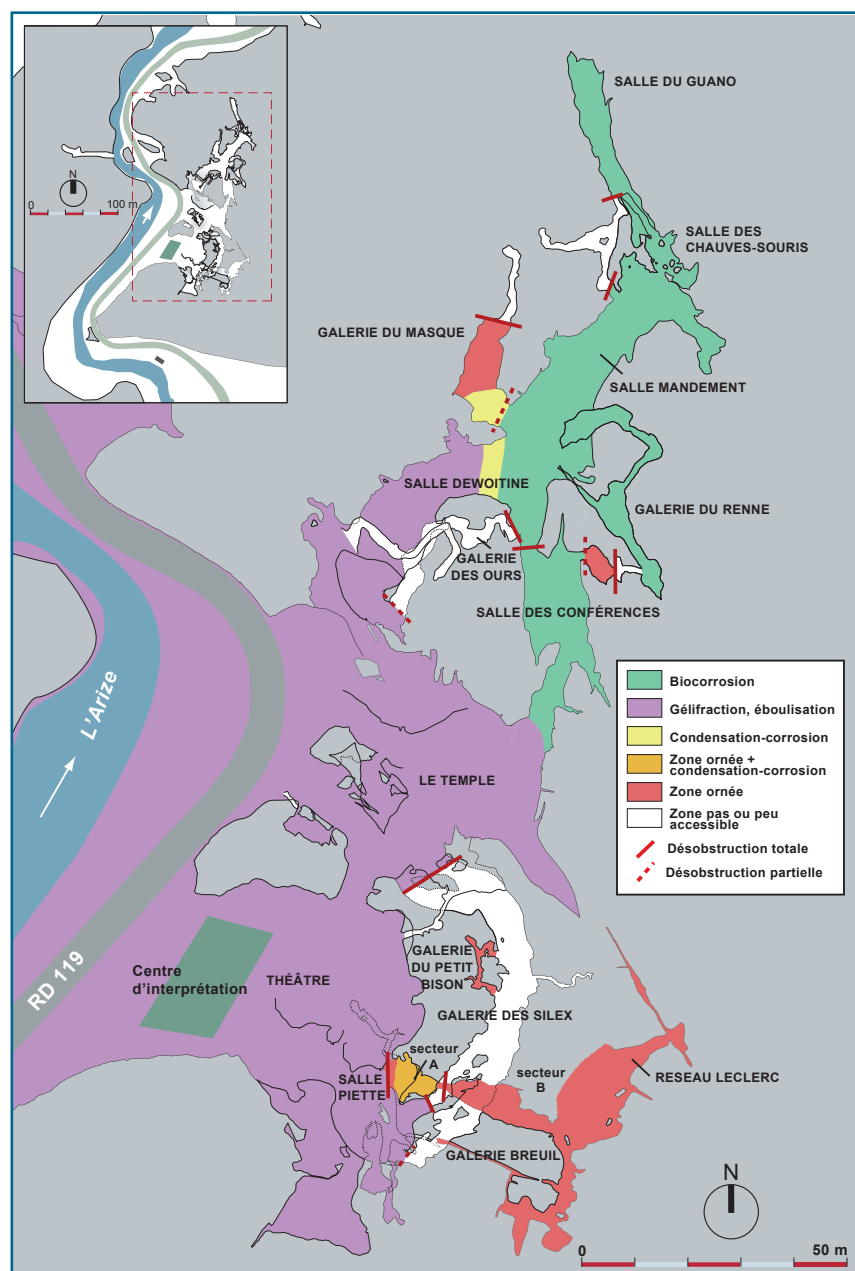 N
0
100 m
SALLE DU GUANO
SALLE DES
CHAUVES-SOURIS
GALERIE DU MASQUE
SALLE MANDEMENT
SALLE DEWOITINE
GALERIE DU RENNE
GALERIE
DES OURS
SALLE DES CONFÉRENCES
L'Arize
Biocorrosion
Gélifraction, éboulisation
Condensation-corrosion
Zone ornée +
condensation-corrosion
Zone ornée
Zone pas ou peu
accessible
Désobstruction totale
Désobstruction partielle
LE TEMPLE
RD 119
Centre
d'interprétation
THÉÂTRE
GALERIE
DU PETIT
BISON
GALERIE DES SILEX
secteur
A
SALLE
PIETTE
secteur
B
RESEAU LECLERC
GALERIE BREUIL
N
0
50 m